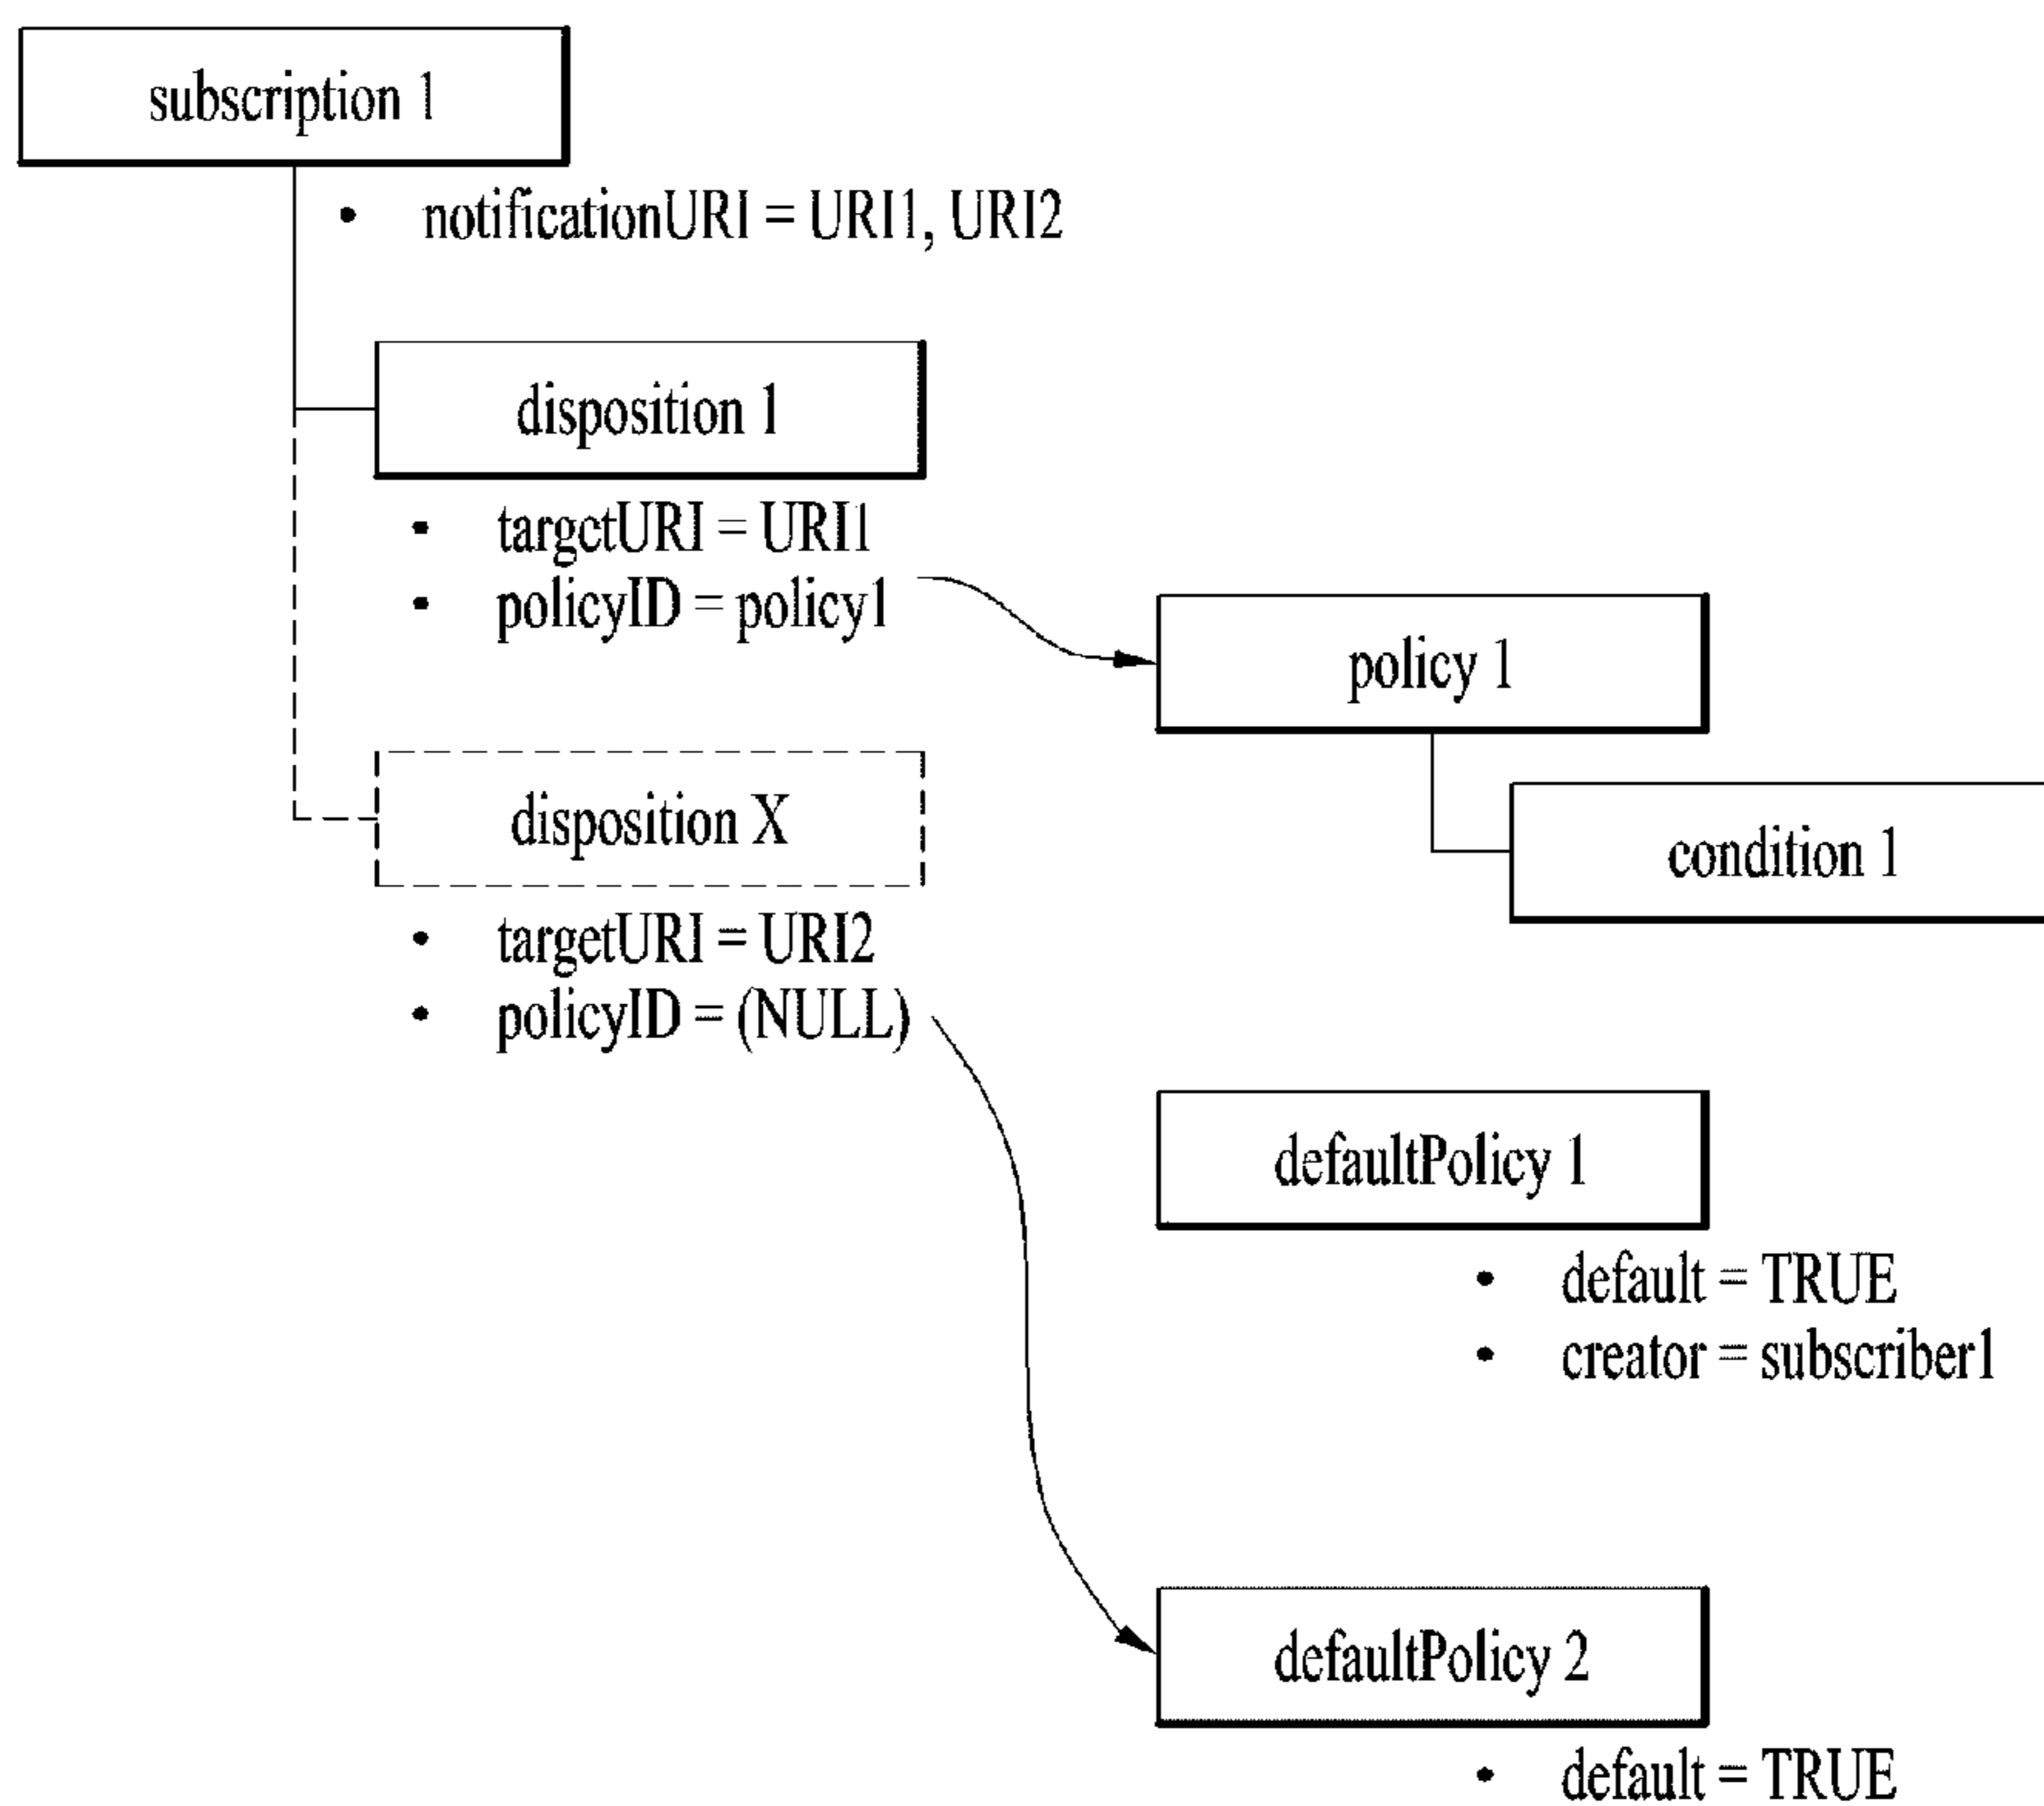 subscription 1
• notificationURI = URI1, URI2
disposition 1
• targetURI = URI1
• policyID = policy1
policy 1
condition 1
disposition X
• targetURI = URI2
• policyID = (NULL)
defaultPolicy 1
• default = TRUE
• creator = subscriber1
defaultPolicy 2
• default = TRUE